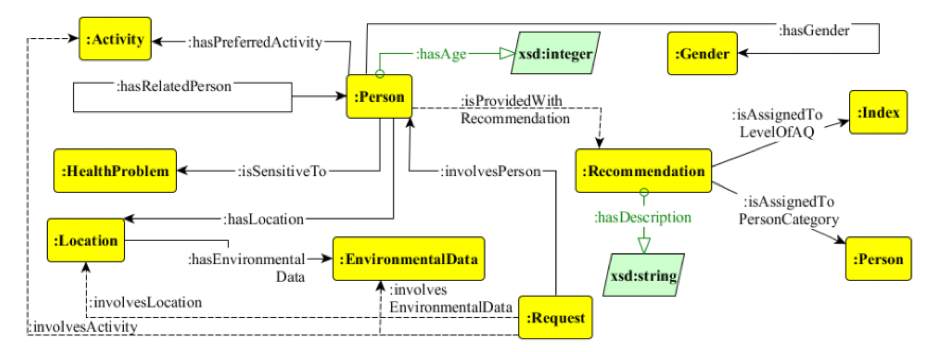 :hasGender
:Activity
:hasPreferredActivity
:hasAge
xsd:integer
:Gender
:hasRelatedPerson
:Person
:isProvidedWith
Recommendation
:isAssignedTo
LevelOfAQ
:Index
:HealthProblem
:isSensitiveTo
:involvesPerson
:Recommendation
:isAssignedTo
PersonCategory
:hasLocation
:hasDescription
:Location
:hasEnvironmental
Data
:EnvironmentalData
:Person
xsd:string
:involvesLocation
:involves
EnvironmentalData
:Request
:involvesActivity